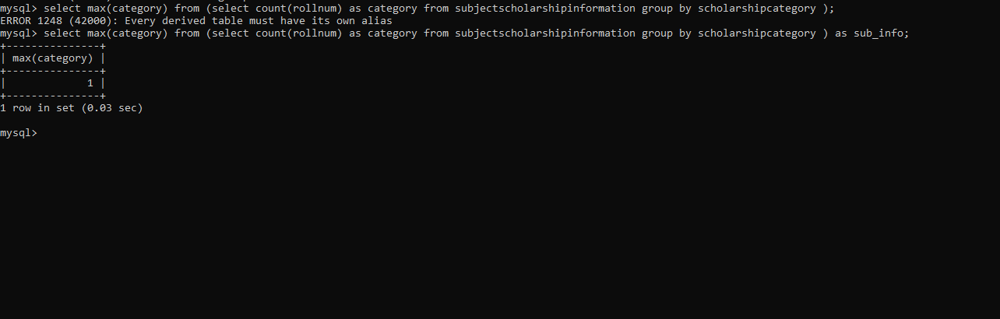 mysql> select max(category) from (select count(rollnum) as category from subjectscholarshipinformation group by scholarshipcategory );
ERROR 1248 (42000): Every derived table must have its own alias
mysql> select max(category) from (select count(rollnum) as category from subjectscholarshipinformation group by scholarshipcategory ) as sub_info;
+---------------+
| max(category) |
+---------------+
|             1 |
+---------------+
1 row in set (0.03 sec)
mysql>